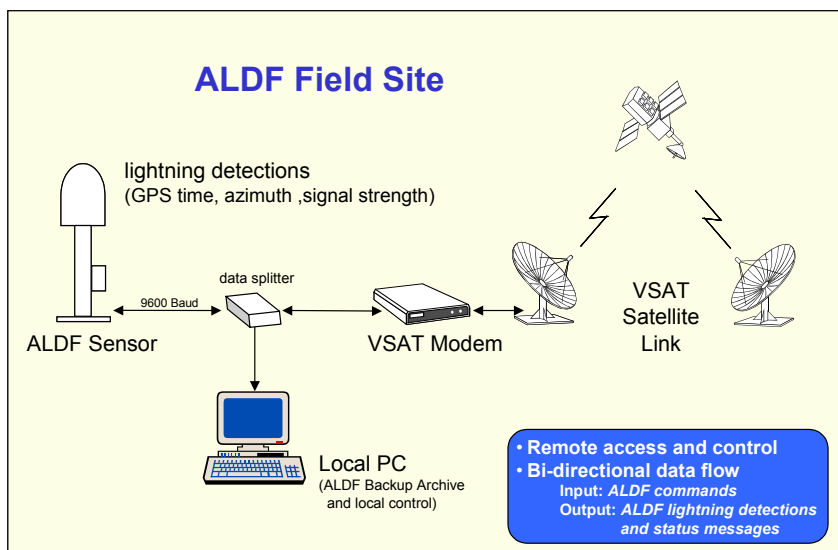 ALDF Field Site
lightning detections
(GPS time, azimuth ,signal strength)
data splitter
9600 Baud
ALDF Sensor
VSAT Modem
VSAT
Satellite
Link
Local PC
(ALDF Backup Archive
and local control)
• Remote access and control
• Bi-directional data flow
Input: ALDF commands
Output: ALDF lightning detections
and status messages